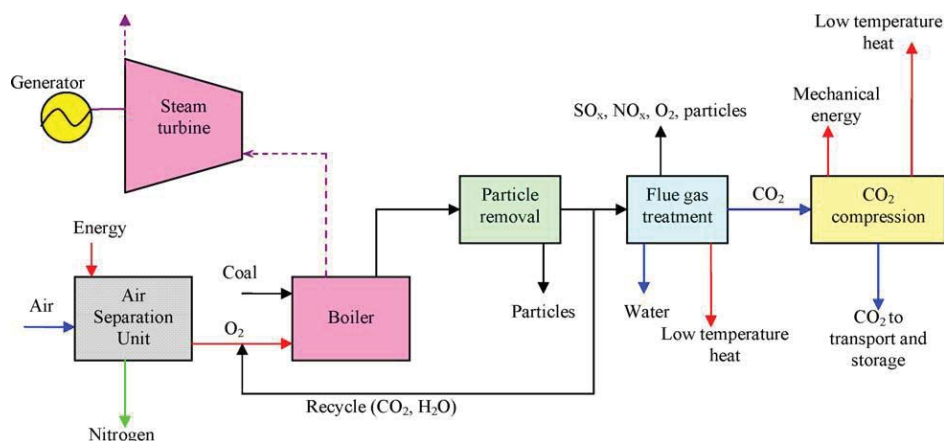 Low temperature
heat
Generator
Steam
turbine
SOₓ, NOₓ, O₂, particles
Mechanical
energy
Particle
removal
Flue gas
treatment
CO₂
CO₂
compression
Energy
Coal
Air
Air
Separation
Unit
O₂
Boiler
Particles
Water
Low temperature
heat
CO₂ to
transport and
storage
Recycle (CO₂, H₂O)
Nitrogen